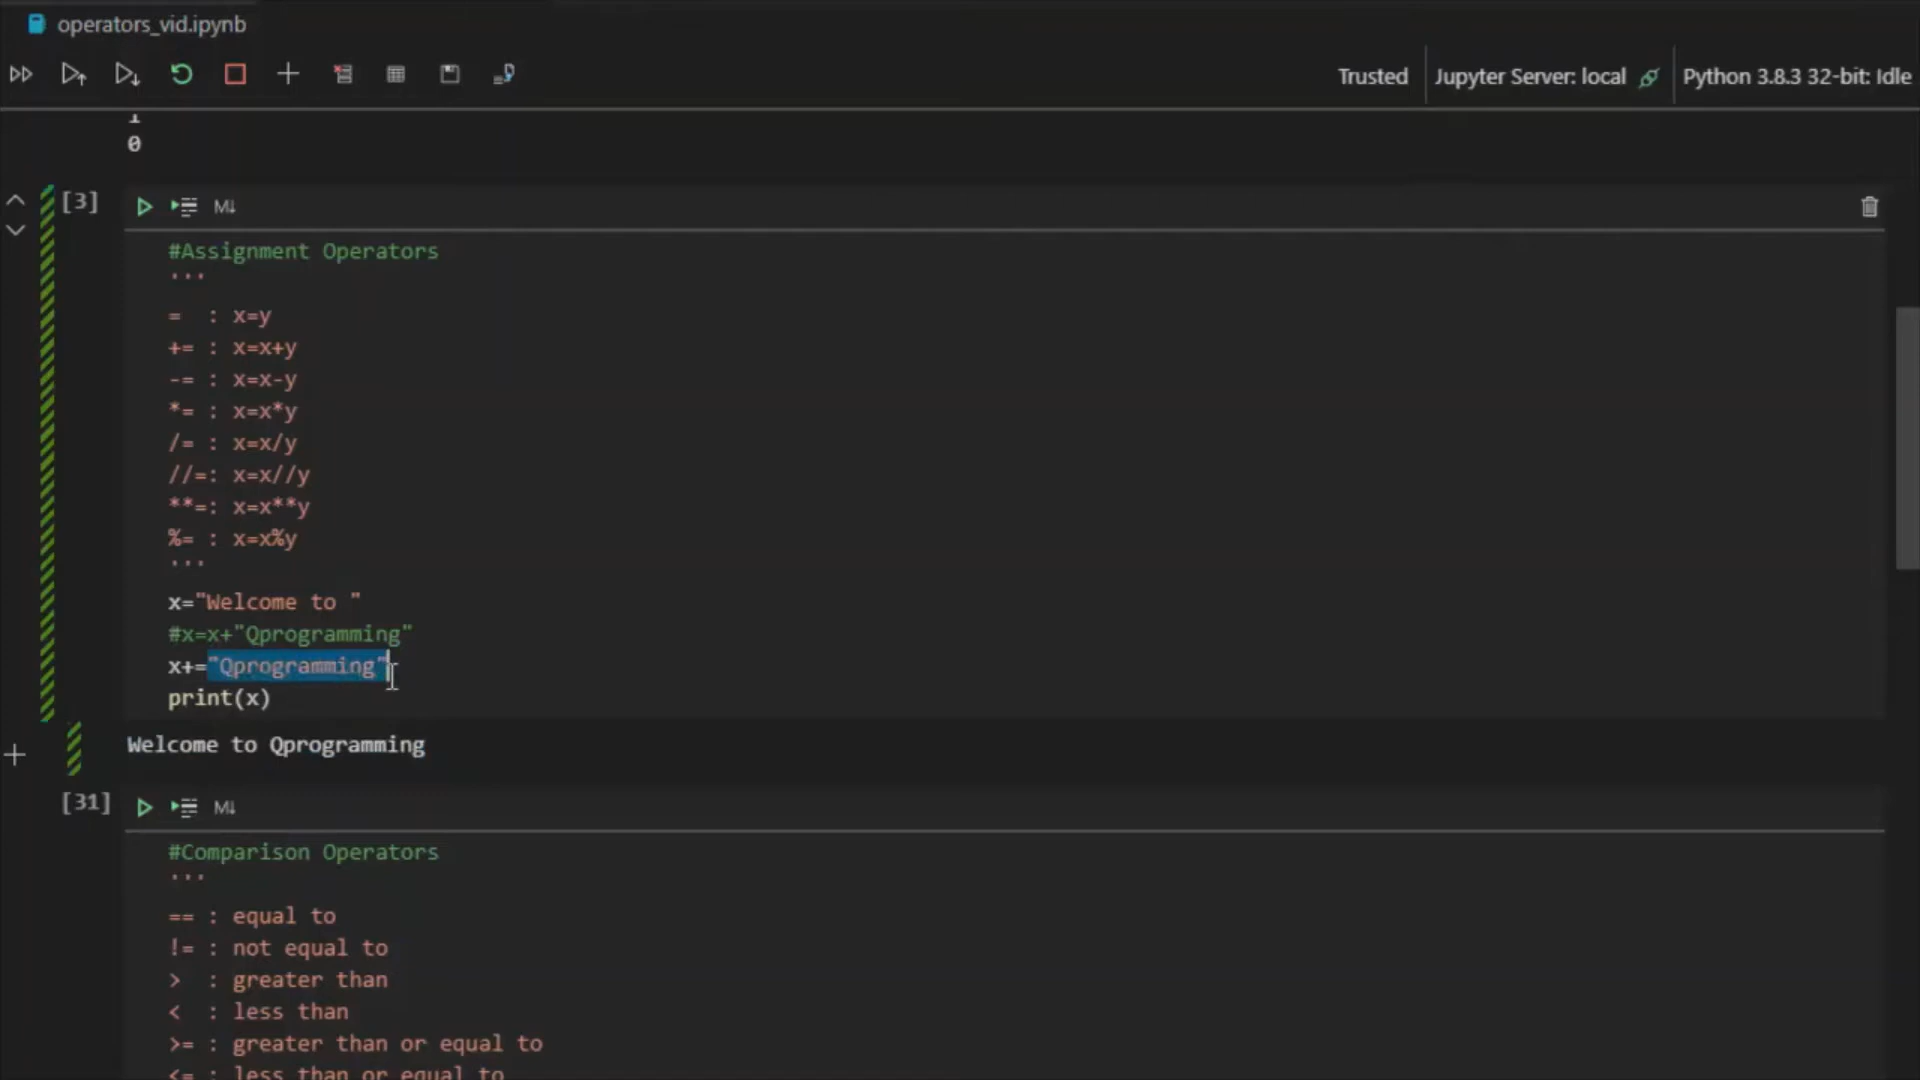 operators_vid.ipynb
Trusted
Jupyter Server: local
Python 3.8.3 32-bit: Idle
1
0
[3]
M↓
#Assignment Operators
'''
=  : x=y
+= : x=x+y
-= : x=x-y
*= : x=x*y
/= : x=x/y
//=: x=x//y
**=: x=x**y
%= : x=x%y
'''
x="Welcome to "
#x=x+"Qprogramming"
x+="Qprogramming"
print(x)
Welcome to Qprogramming
[31]
M↓
#Comparison Operators
'''
== : equal to
!= : not equal to
>  : greater than
<  : less than
>= : greater than or equal to
<= : less than or equal to